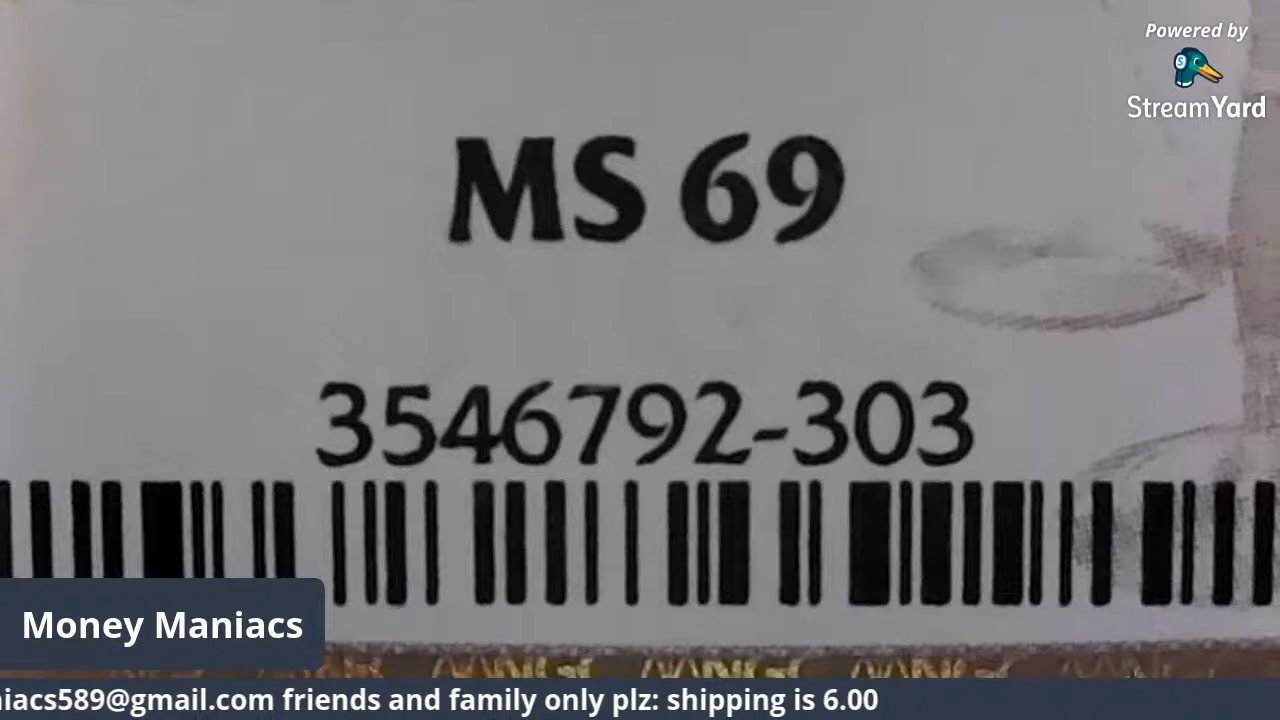 Powered by
StreamYard
MS 69
3546792-303
Money Maniacs
iacs589@gmail.com friends and family only plz: shipping is 6.00